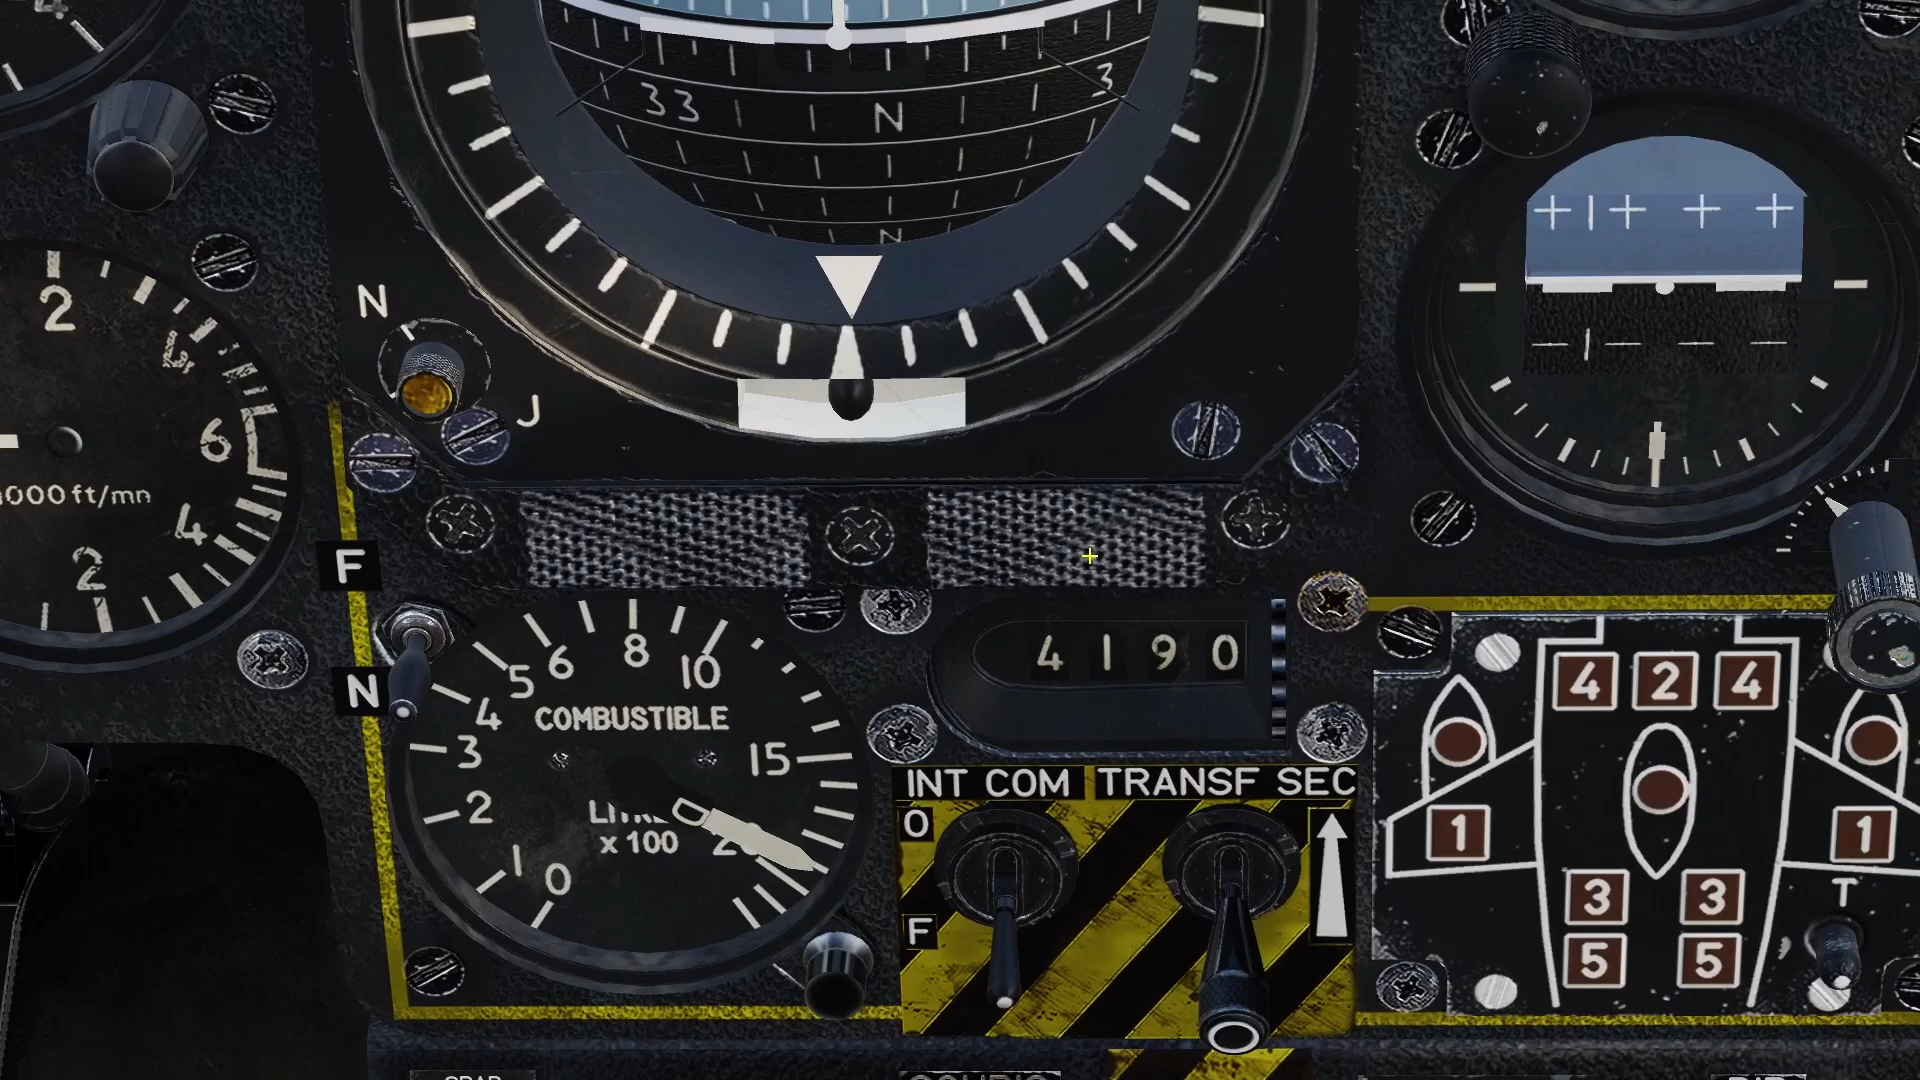 33 N 3
N
N
J
2
6
4
2
000 ft/mn
F
N
5 6 8 10
4
3
2
1
0
15
COMBUSTIBLE
x 100
4190
INT COM
TRANSF SEC
O
F
4 2 4
1 1
3 3
5 5
T